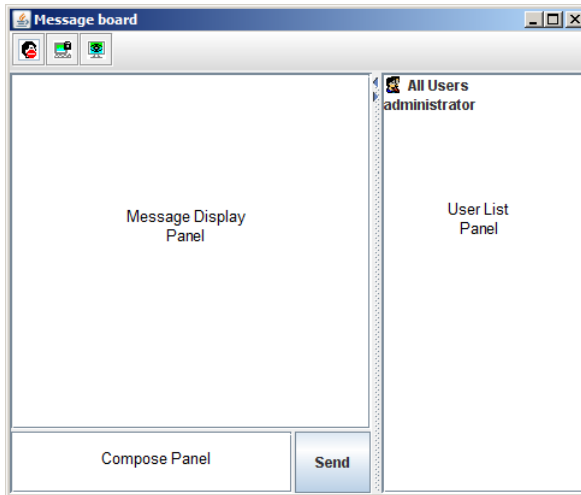 Message board
All Users
administrator
Message Display
Panel
User List
Panel
Compose Panel
Send